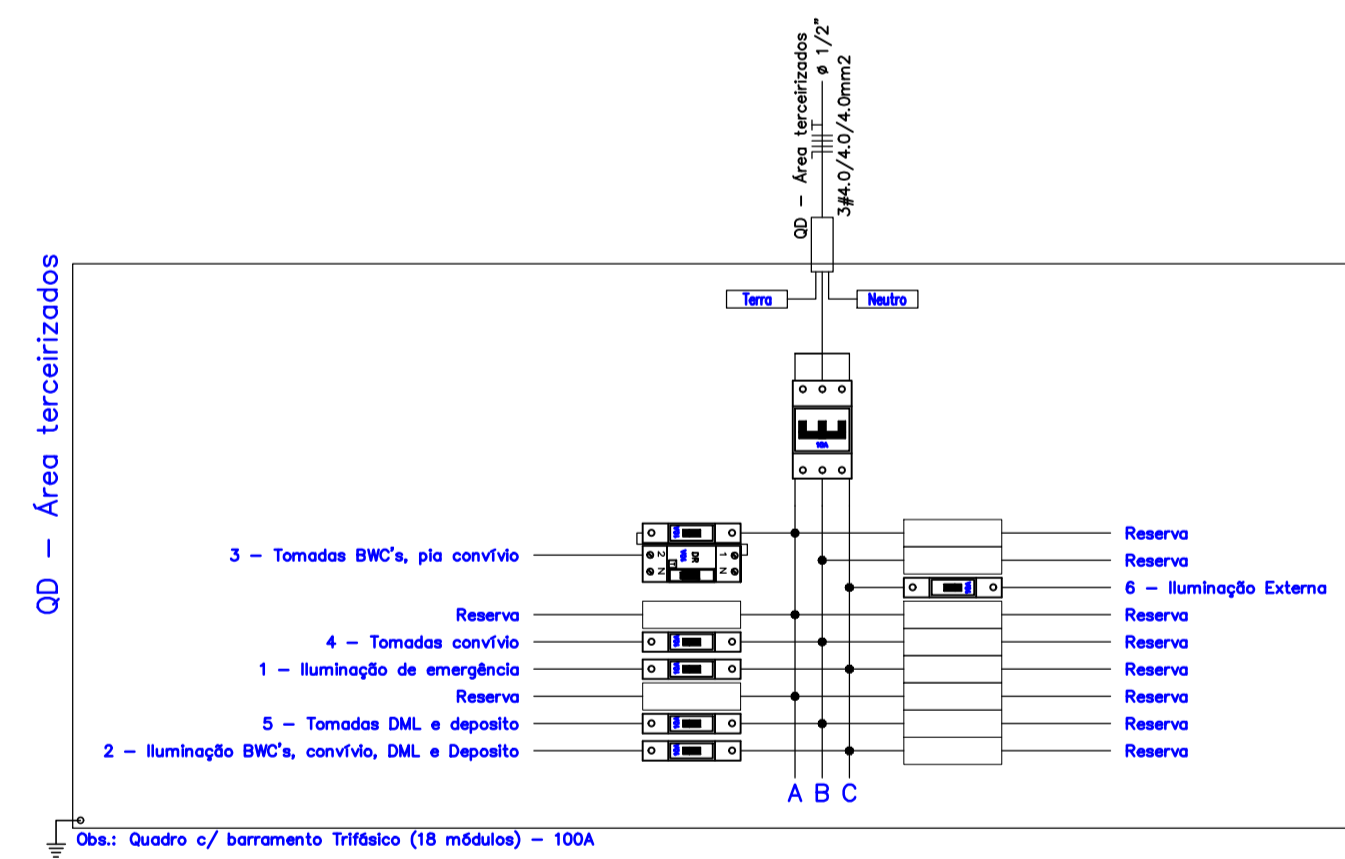 QD - Área terceirizados
ø 1/2"
3#4.0/4.0/4.0mm2
QD - Área terceirizados
Terra
Neutro
3 - Tomadas BWC's, pia convívio
2
N
DR
1
N
Reserva
Reserva
6 - Iluminação Externa
Reserva
Reserva
4 - Tomadas convívio
Reserva
1 - Iluminação de emergência
Reserva
Reserva
Reserva
5 - Tomadas DML e deposito
Reserva
2 - Iluminação BWC's, convívio, DML e Deposito
Reserva
A B C
Obs.: Quadro c/ barramento Trifásico (18 módulos) - 100A